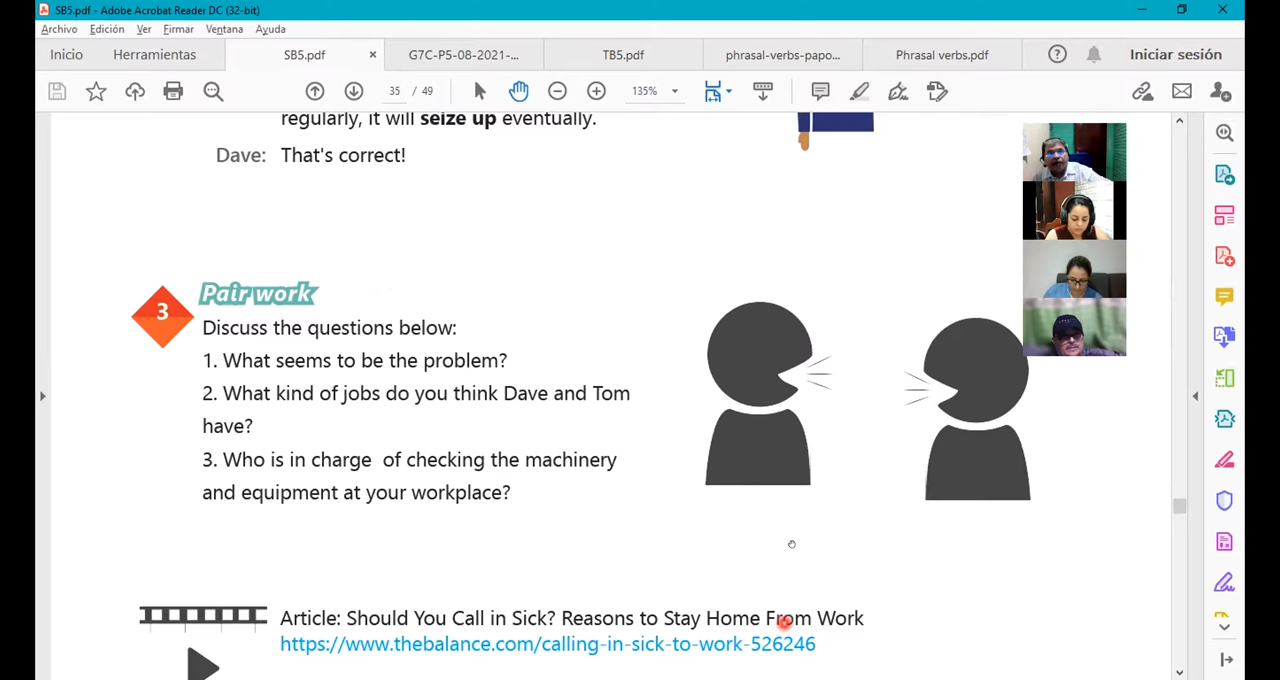 SB5.pdf - Adobe Acrobat Reader DC (32-bit)
Archivo Edición Ver Firmar Ventana Ayuda
Inicio Herramientas SB5.pdf × G7C-P5-08-2021-... TB5.pdf phrasal-verbs-papo... Phrasal verbs.pdf Iniciar sesión
35 / 49 135%
regularly, it will seize up eventually.
Dave: That's correct!
3 Pair work
Discuss the questions below:
1. What seems to be the problem?
2. What kind of jobs do you think Dave and Tom
have?
3. Who is in charge of checking the machinery
and equipment at your workplace?
Article: Should You Call in Sick? Reasons to Stay Home From Work
https://www.thebalance.com/calling-in-sick-to-work-526246